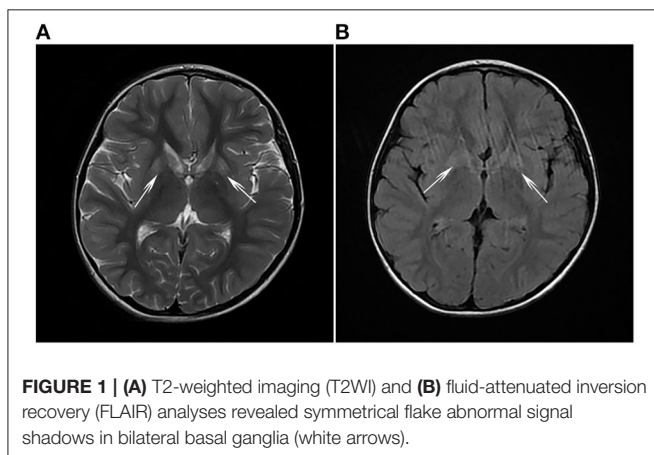 A B
FIGURE 1 | (A) T2-weighted imaging (T2WI) and (B) fluid-attenuated inversion
recovery (FLAIR) analyses revealed symmetrical flake abnormal signal
shadows in bilateral basal ganglia (white arrows).